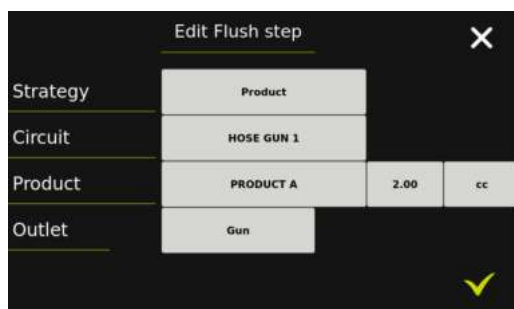 Edit Flush step
Strategy Product
Circuit HOSE GUN 1
Product PRODUCT A 2.00 cc
Outlet Gun